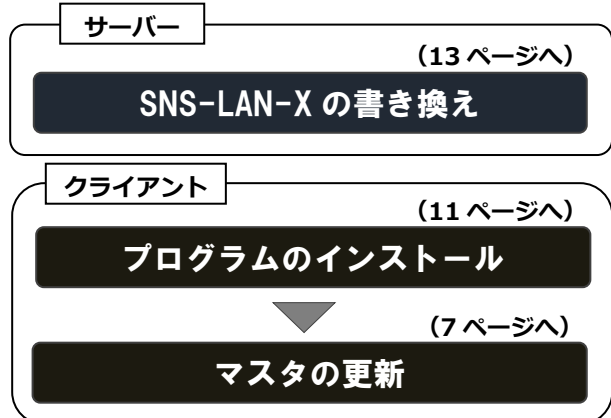 サーバー
(13 ページへ)
SNS-LAN-X の書き換え
クライアント
(11 ページへ)
プログラムのインストール
(7 ページへ)
マスタの更新